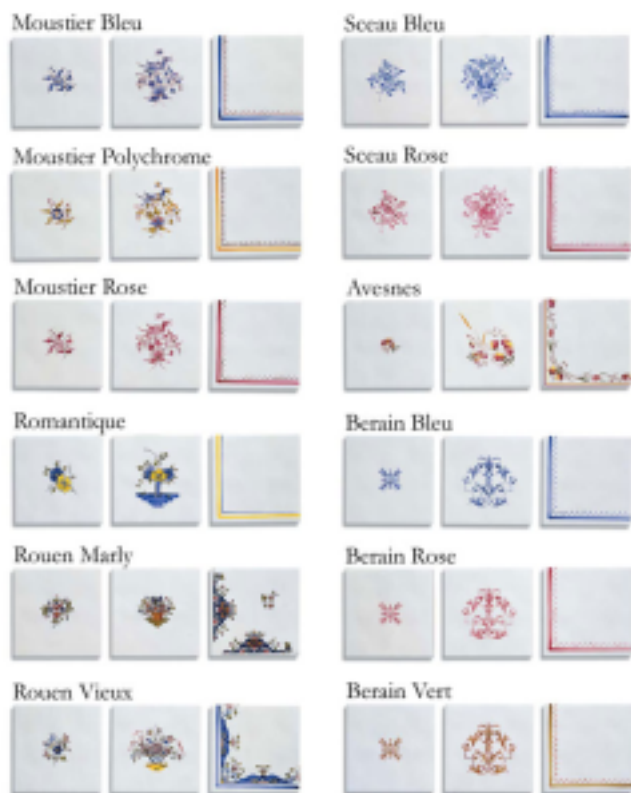 Moustier Bleu
Sceau Bleu
Moustier Polychrome
Sceau Rose
Moustier Rose
Avesnes
Romantique
Berain Bleu
Rouen Marly
Berain Rose
Rouen Vieux
Berain Vert